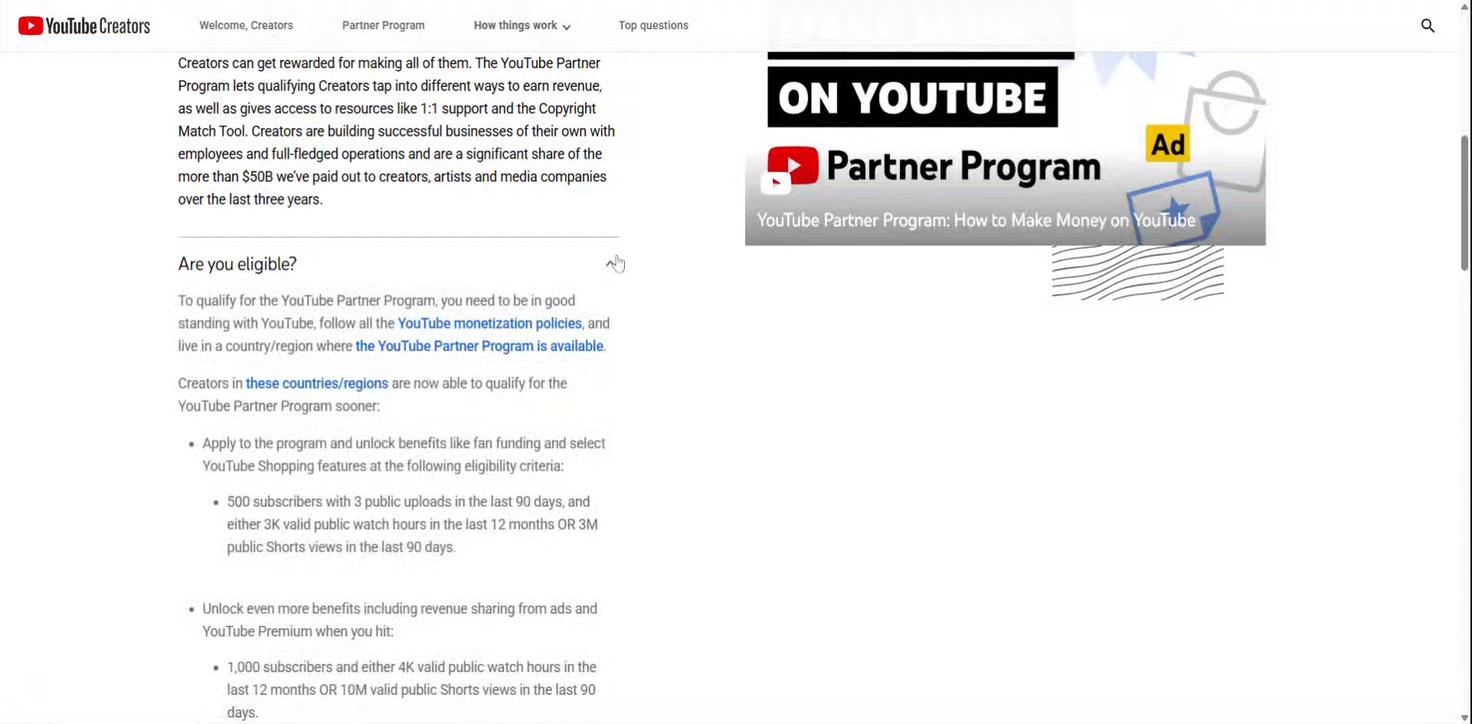 YouTube Creators
Welcome, Creators
Partner Program
How things work
Top questions
Creators can get rewarded for making all of them. The YouTube Partner
Program lets qualifying Creators tap into different ways to earn revenue,
as well as gives access to resources like 1:1 support and the Copyright
Match Tool. Creators are building successful businesses of their own with
employees and full-fledged operations and are a significant share of the
more than $50B we've paid out to creators, artists and media companies
over the last three years.
ON YOUTUBE
Ad
Partner Program
YouTube Partner Program: How to Make Money on YouTube
Are you eligible?
To qualify for the YouTube Partner Program, you need to be in good
standing with YouTube, follow all the YouTube monetization policies, and
live in a country/region where the YouTube Partner Program is available.
Creators in these countries/regions are now able to qualify for the
YouTube Partner Program sooner:
• Apply to the program and unlock benefits like fan funding and select
YouTube Shopping features at the following eligibility criteria:
• 500 subscribers with 3 public uploads in the last 90 days, and
either 3K valid public watch hours in the last 12 months OR 3M
public Shorts views in the last 90 days.
• Unlock even more benefits including revenue sharing from ads and
YouTube Premium when you hit:
• 1,000 subscribers and either 4K valid public watch hours in the
last 12 months OR 10M valid public Shorts views in the last 90
days.